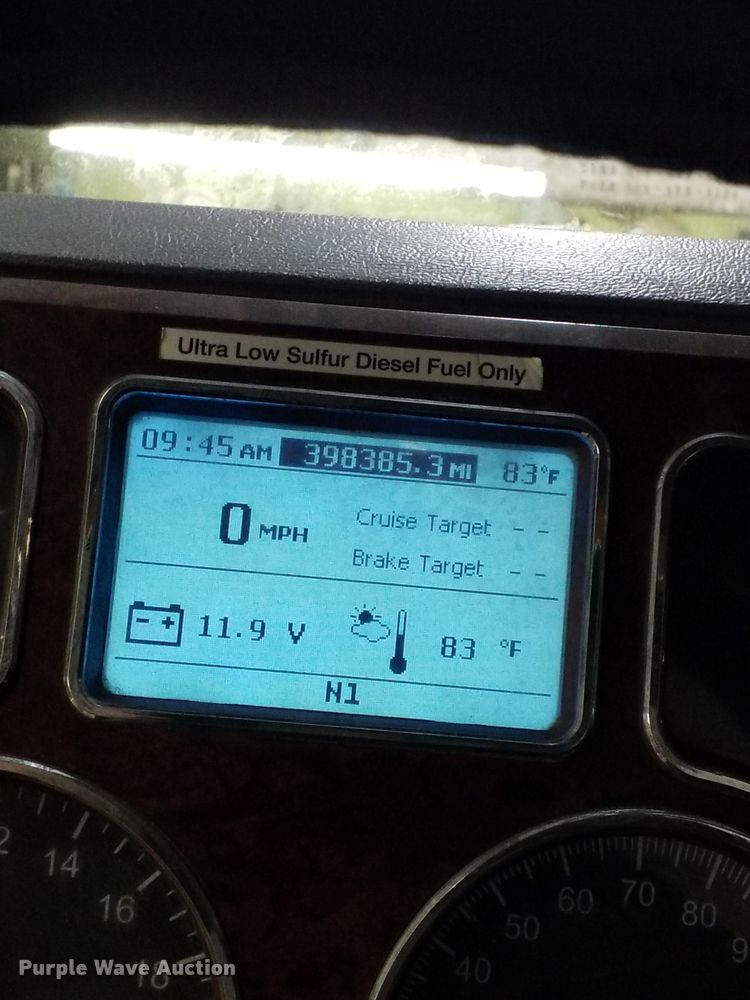 Ultra Low Sulfur Diesel Fuel Only
09:45 AM 398385.3 MI 83°F
0 MPH
Cruise Target - -
Brake Target - -
- + 11.9 V 83 °F
N1
14
16
18
40
50
60
70
80
Purple Wave Auction